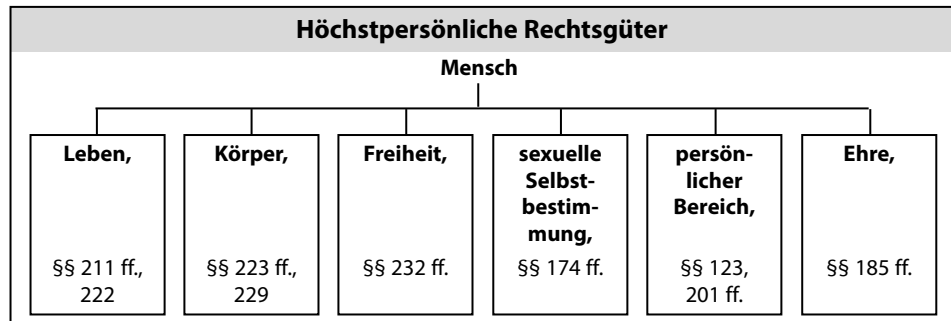 Höchstpersönliche Rechtsgüter
Mensch
Leben,
§§ 211 ff.,
222
Körper,
§§ 223 ff.,
229
Freiheit,
§§ 232 ff.
sexuelle
Selbst-
bestim-
mung,
§§ 174 ff.
persön-
licher
Bereich,
§§ 123,
201 ff.
Ehre,
§§ 185 ff.